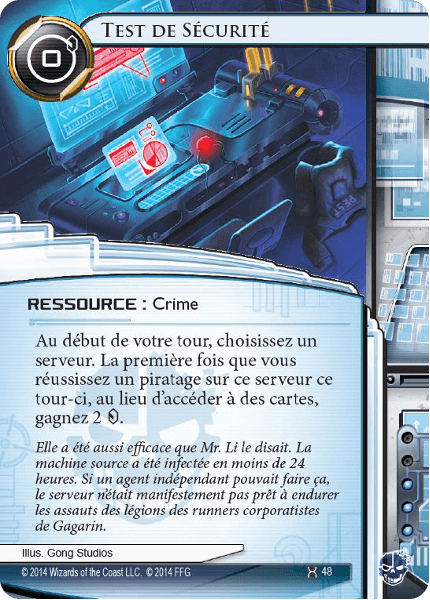 0
TEST DE SÉCURITÉ
RESSOURCE : Crime
Au début de votre tour, choisissez un
serveur. La première fois que vous
réussissez un piratage sur ce serveur ce
tour-ci, au lieu d'accéder à des cartes,
gagnez 2 .
Elle a été aussi efficace que Mr. Li le disait. La
machine source a été infectée en moins de 24
heures. Si un agent indépendant pouvait faire ça,
le serveur n'était manifestement pas prêt à endurer
les assauts des légions des runners corporatistes
de Gagarin.
Illus. Gong Studios
© 2014 Wizards of the Coast LLC. © 2014 FFG
48